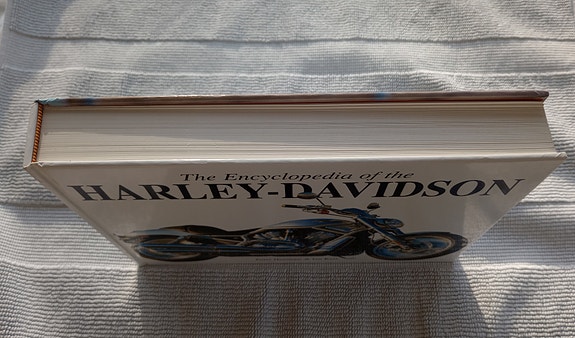 The Encyclopedia of the
HARLEY-DAVIDSON